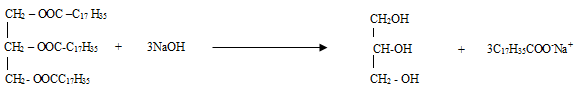 CH₂ – OOC –C₁₇ H₃₅
CH₂ – OOC-C₁₇H₃₅ + 3NaOH
CH₂- OOCC₁₇H₃₅
CH₂OH
CH-OH + 3C₁₇H₃₅COO⁻Na⁺
CH₂ - OH